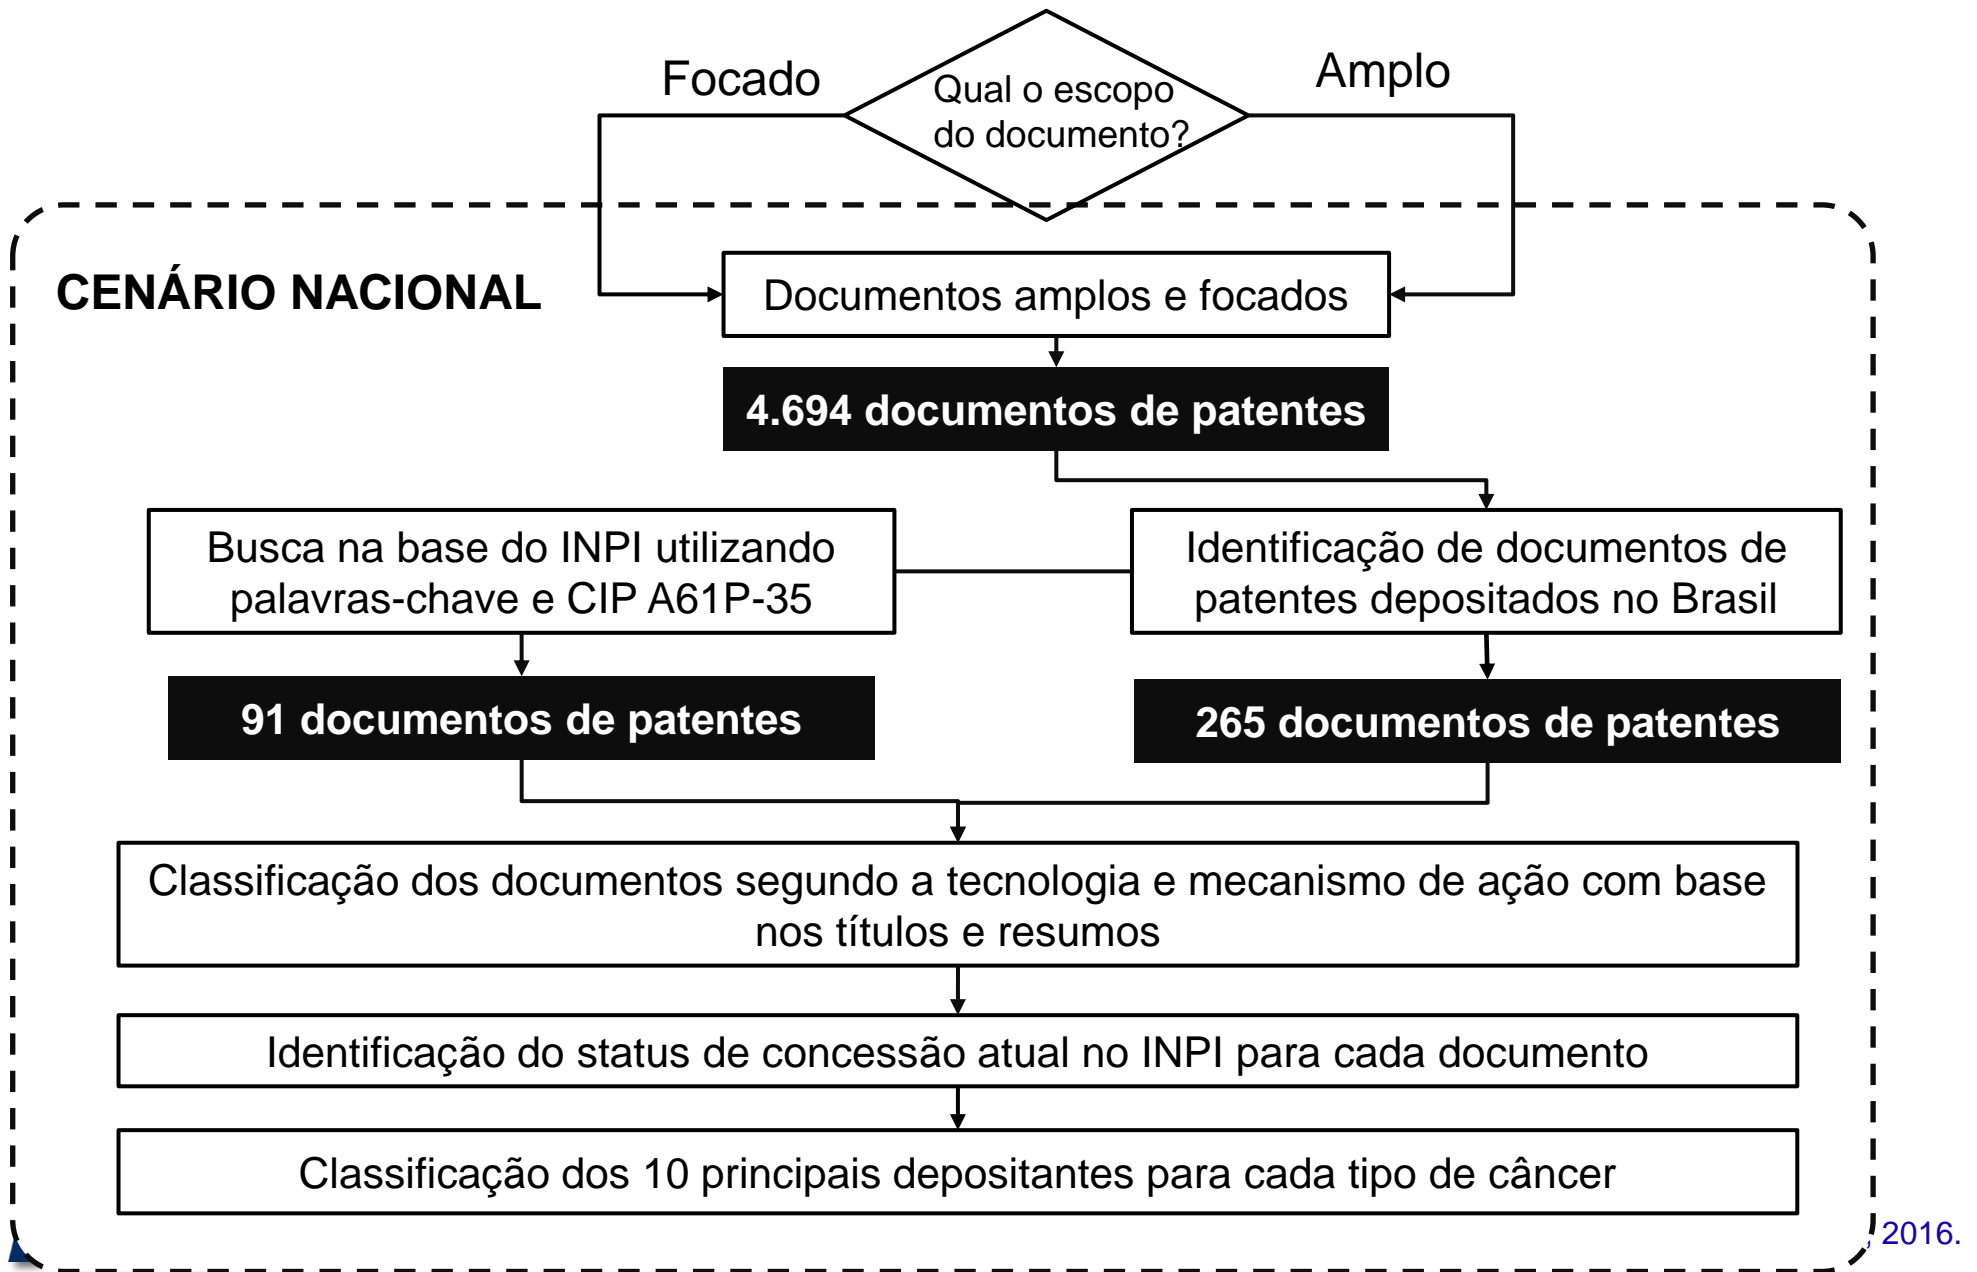 Focado
Qual o escopo
do documento?
Amplo
CENÁRIO NACIONAL
Documentos amplos e focados
4.694 documentos de patentes
Busca na base do INPI utilizando
palavras-chave e CIP A61P-35
Identificação de documentos de
patentes depositados no Brasil
91 documentos de patentes
265 documentos de patentes
Classificação dos documentos segundo a tecnologia e mecanismo de ação com base
nos títulos e resumos
Identificação do status de concessão atual no INPI para cada documento
Classificação dos 10 principais depositantes para cada tipo de câncer
, 2016.